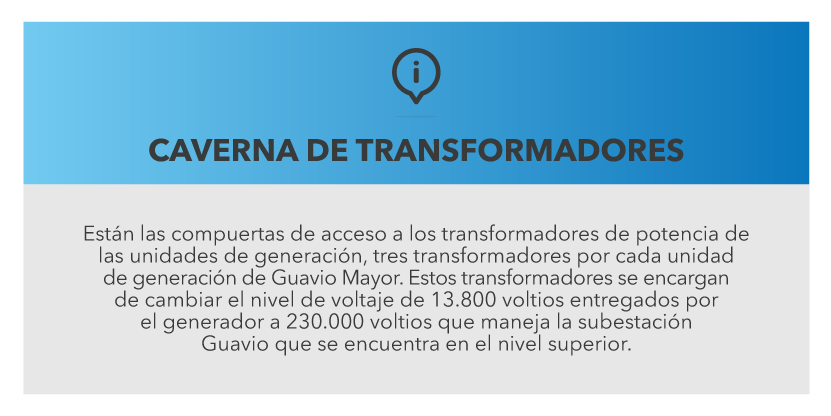 CAVERNA DE TRANSFORMADORES
Están las compuertas de acceso a los transformadores de potencia de
las unidades de generación, tres transformadores por cada unidad
de generación de Guavio Mayor. Estos transformadores se encargan
de cambiar el nivel de voltaje de 13.800 voltios entregados por
el generador a 230.000 voltios que maneja la subestación
Guavio que se encuentra en el nivel superior.